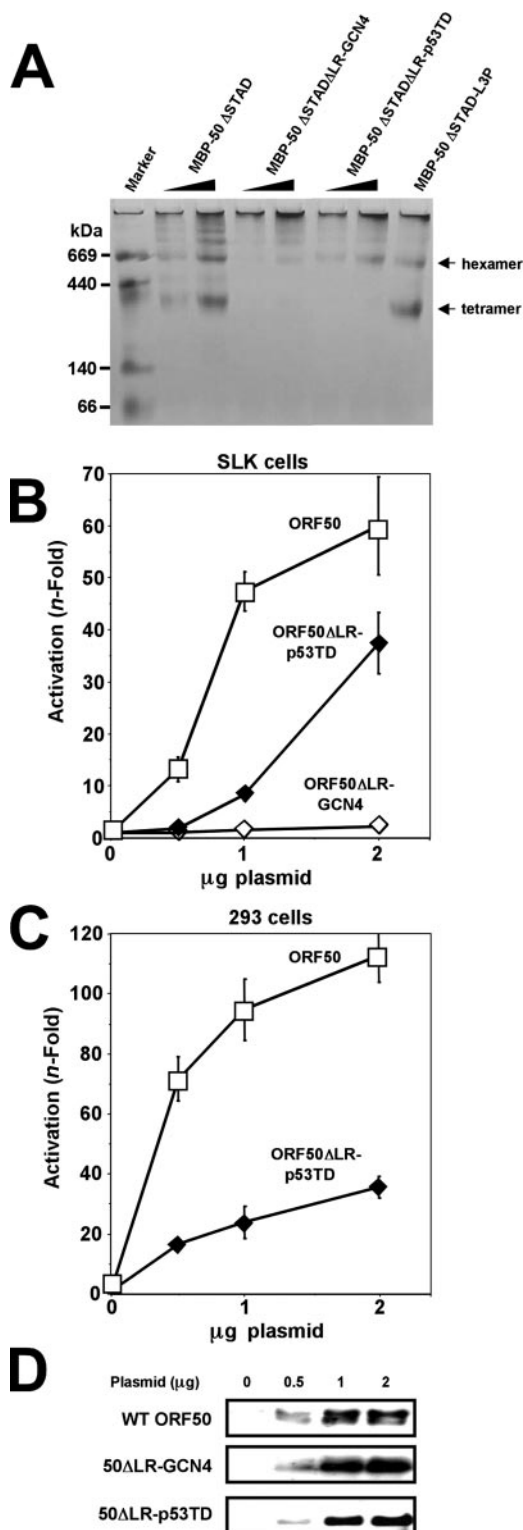 A
Marker
MBP-50 ΔSTAD
MBP-50 ΔSTADΔLR-GCN4
MBP-50 ΔSTADΔLR-p53TD
MBP-50 ΔSTAD-L3P
kDa
669
440
140
66
hexamer
tetramer
B
SLK cells
Activation (n-Fold)
70
60
50
40
30
20
10
0
ORF50
ORF50ΔLR-
p53TD
ORF50ΔLR-
GCN4
0
1
2
μg plasmid
C
293 cells
Activation (n-Fold)
120
100
80
60
40
20
0
ORF50
ORF50ΔLR-
p53TD
0
1
2
μg plasmid
D
Plasmid (μg) 0 0.5 1 2
WT ORF50
50ΔLR-GCN4
50ΔLR-p53TD